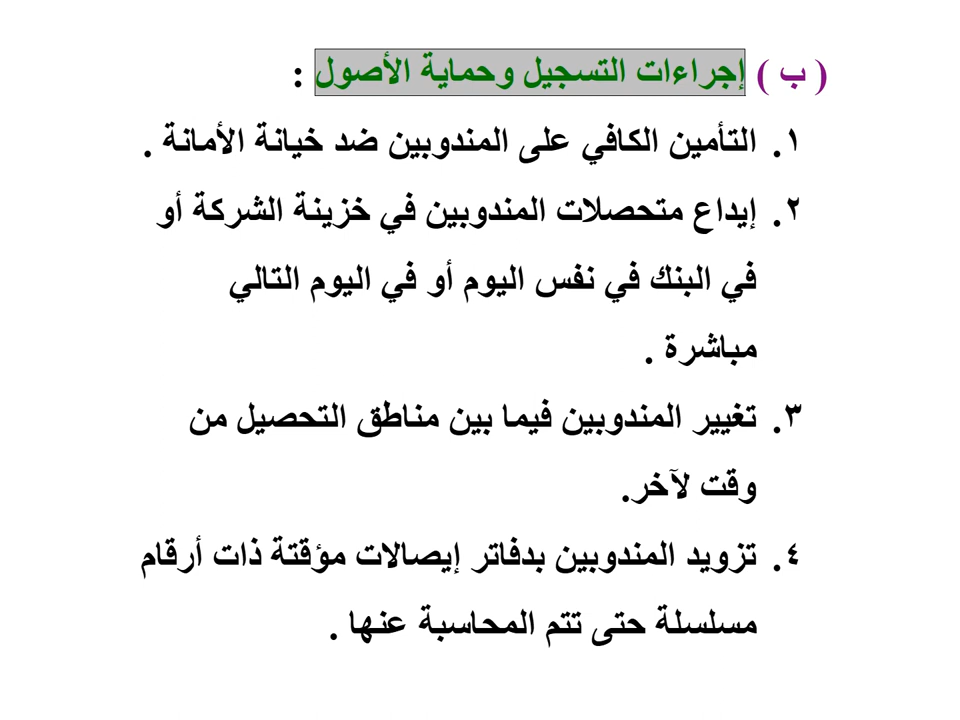 ( ب ) إجراءات التسجيل وحماية الأصول :
١. التأمين الكافي على المندوبين ضد خيانة الأمانة .
٢. إيداع متحصلات المندوبين في خزينة الشركة أو
في البنك في نفس اليوم أو في اليوم التالي
مباشرة .
٣. تغيير المندوبين فيما بين مناطق التحصيل من
وقت لآخر.
٤. تزويد المندوبين بدفاتر إيصالات مؤقتة ذات أرقام
مسلسلة حتى تتم المحاسبة عنها .